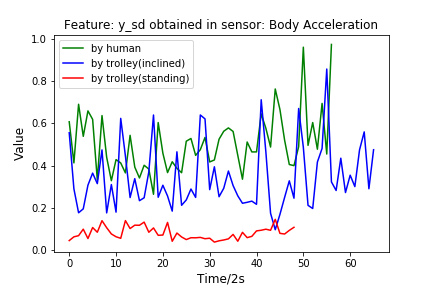 Feature: y_sd obtained in sensor: Body Acceleration
by human
by trolley(inclined)
by trolley(standing)
Value
1.0
0.8
0.6
0.4
0.2
0.0
0 10 20 30 40 50 60
Time/2s